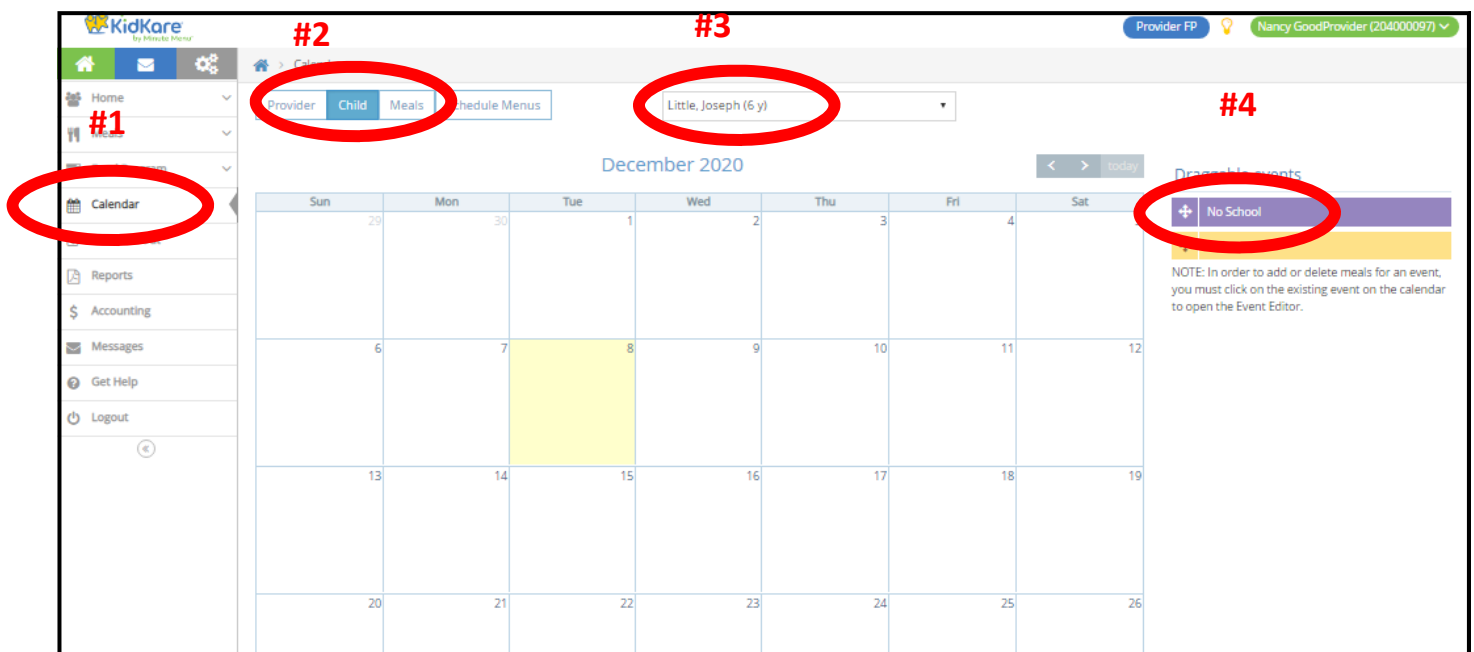 KidKare
by Minute Menu
#2
#3
Provider FP
Nancy GoodProvider (204000097)
Home
#1
Calendar
Reports
$ Accounting
Messages
Get Help
Logout
Provider Child Meals Schedule Menus
Little, Joseph (6 y)
#4
December 2020
< > today
Draggable events
No School
NOTE: In order to add or delete meals for an event,
you must click on the existing event on the calendar
to open the Event Editor.
Sun Mon Tue Wed Thu Fri Sat
29 30 1 2 3 4
6 7 8 9 10 11 12
13 14 15 16 17 18 19
20 21 22 23 24 25 26